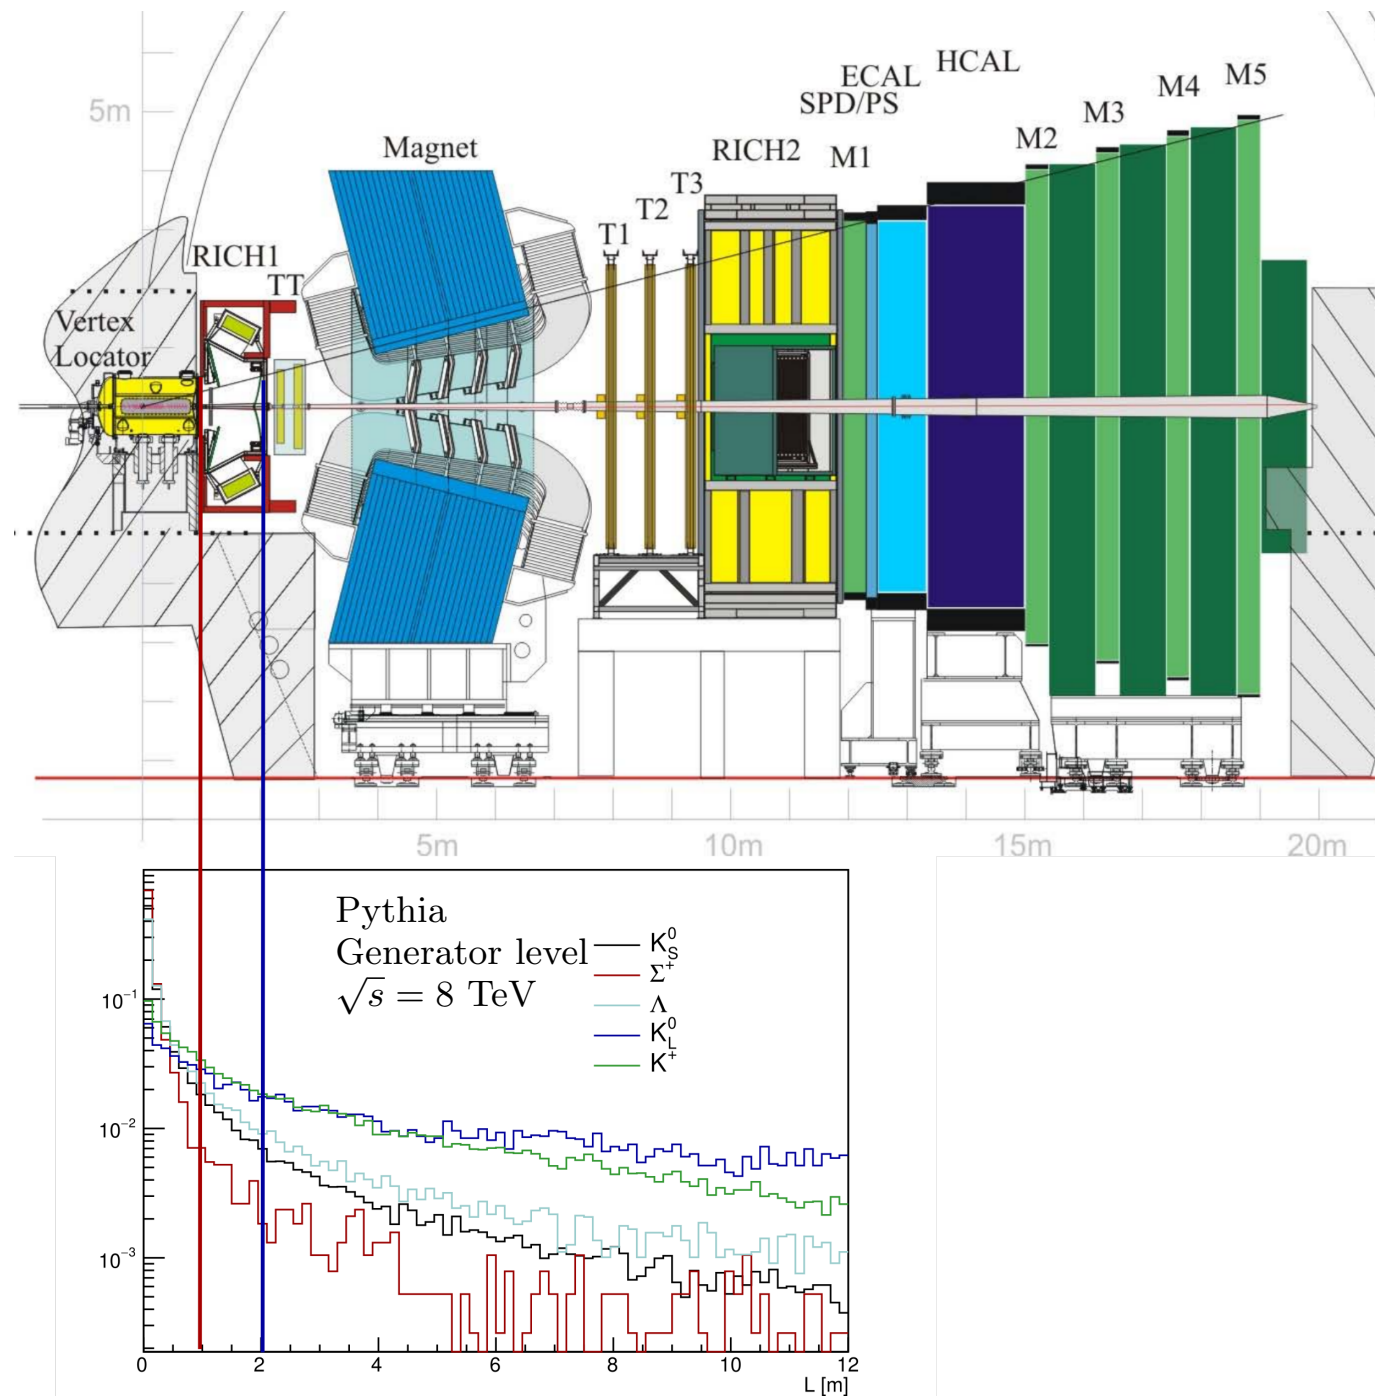 HCAL
ECAL
M5
SPD/PS
M4
5m
M3
M2
Magnet
RICH2
M1
T3
T2
T1
RICH1
TT
Vertex
Locator
5m
10m
15m
20m
Pythia
Generator level
√s = 8 TeV
K⁰_S
Σ⁺
Λ
K⁰_L
K⁺
10⁻¹
10⁻²
10⁻³
0 2 4 6 8 10 12
L [m]